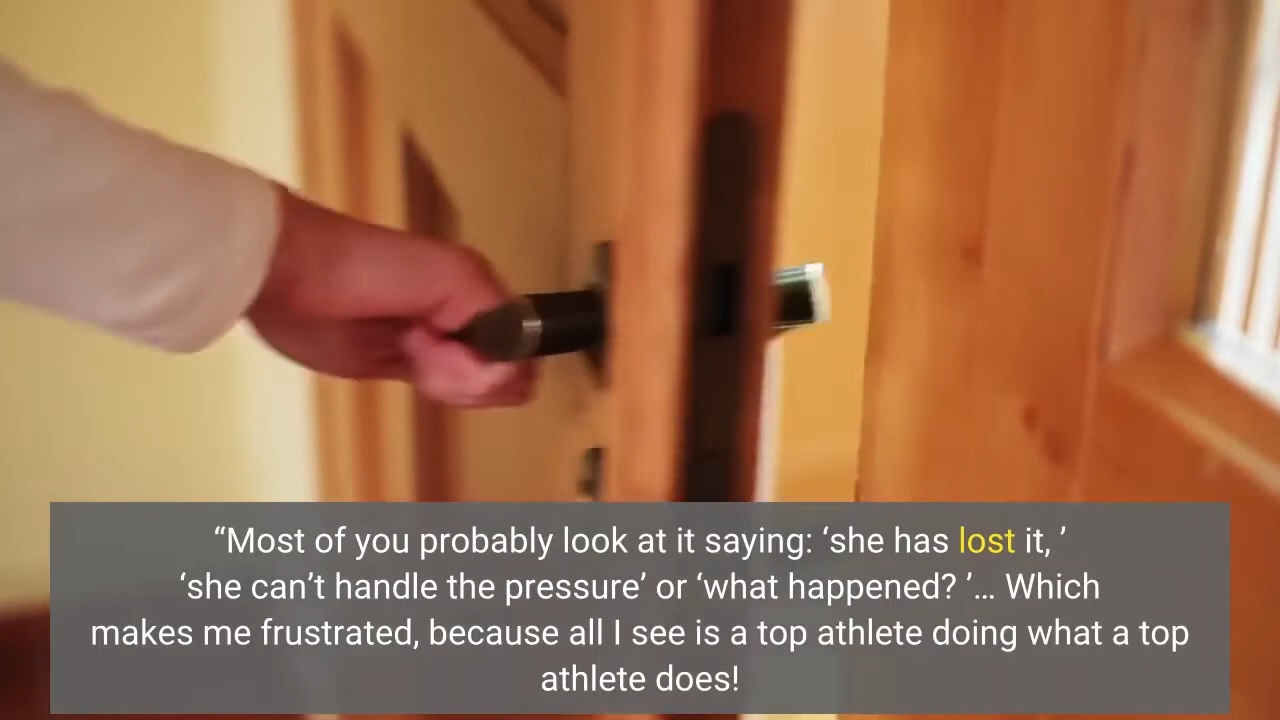 “Most of you probably look at it saying: ‘she has lost it, ’
‘she can’t handle the pressure’ or ‘what happened? ’... Which
makes me frustrated, because all I see is a top athlete doing what a top
athlete does!